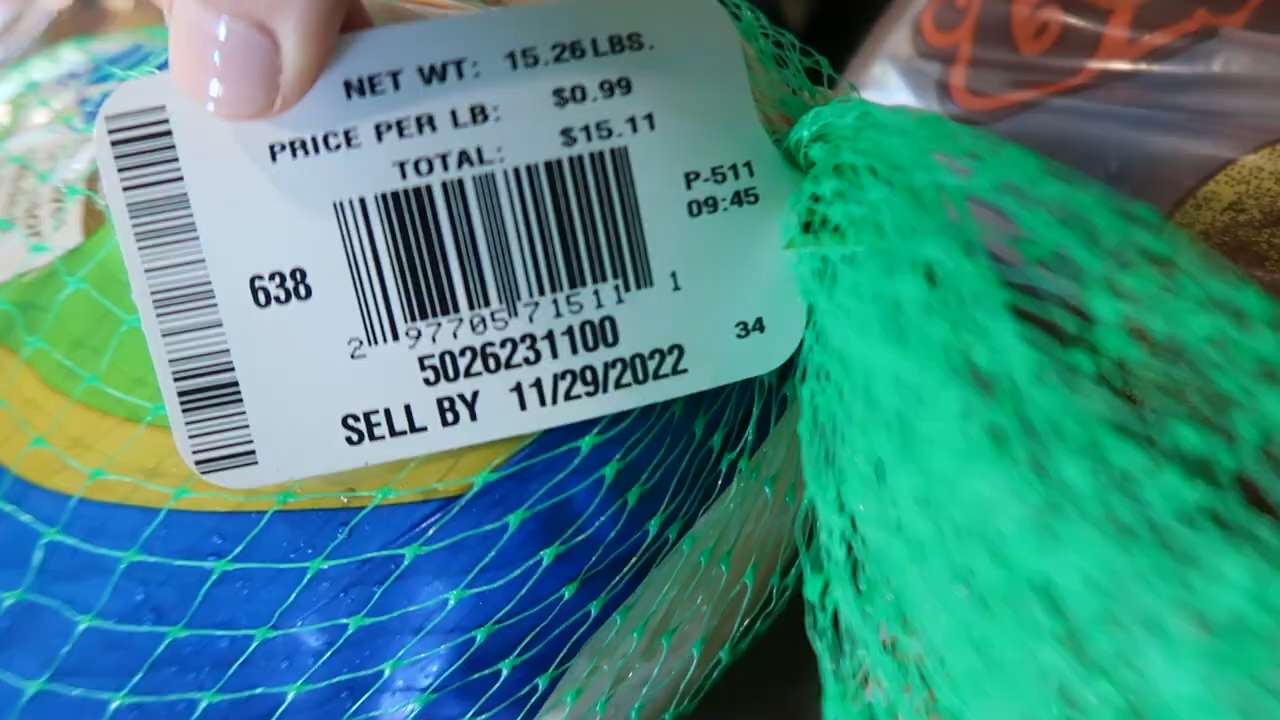 NET WT: 15.26 LBS.
PRICE PER LB: $0.99
TOTAL: $15.11
P-511
09:45
638
2 97705 71511 1
5026231100
34
SELL BY 11/29/2022